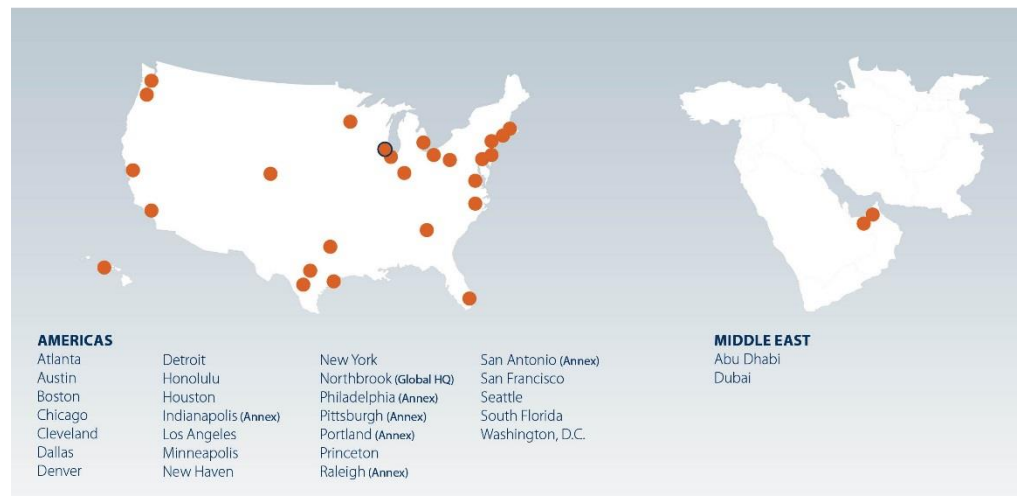 AMERICAS
Atlanta
Austin
Boston
Chicago
Cleveland
Dallas
Denver
Detroit
Honolulu
Houston
Indianapolis (Annex)
Los Angeles
Minneapolis
New Haven
New York
Northbrook (Global HQ)
Philadelphia (Annex)
Pittsburgh (Annex)
Portland (Annex)
Princeton
Raleigh (Annex)
San Antonio (Annex)
San Francisco
Seattle
South Florida
Washington, D.C.
MIDDLE EAST
Abu Dhabi
Dubai